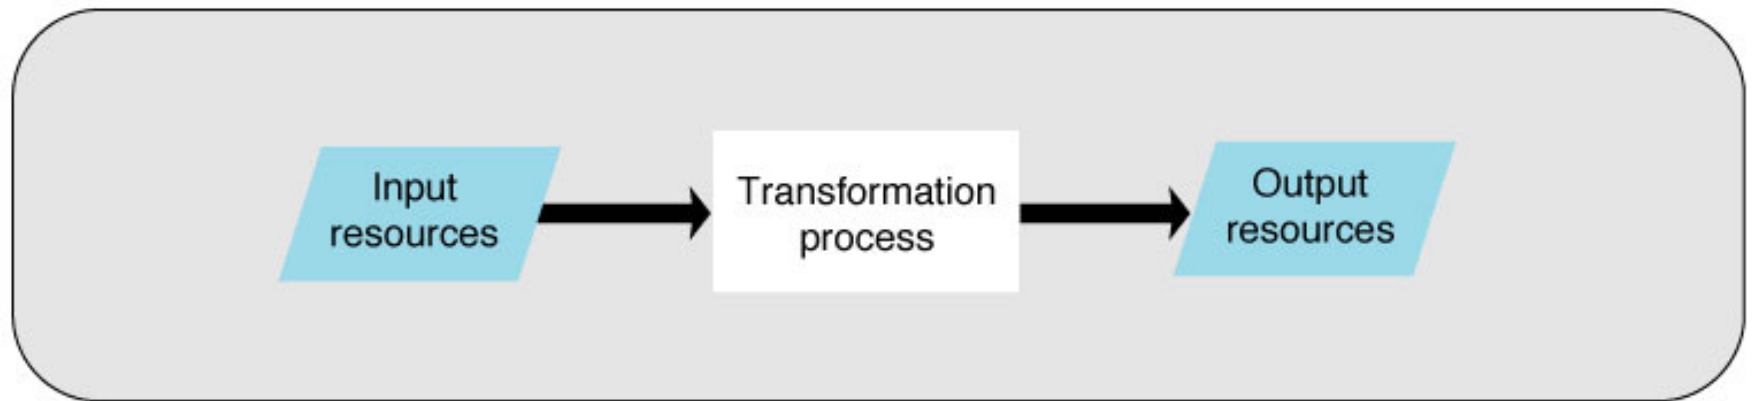 Input
resources
Transformation
process
Output
resources